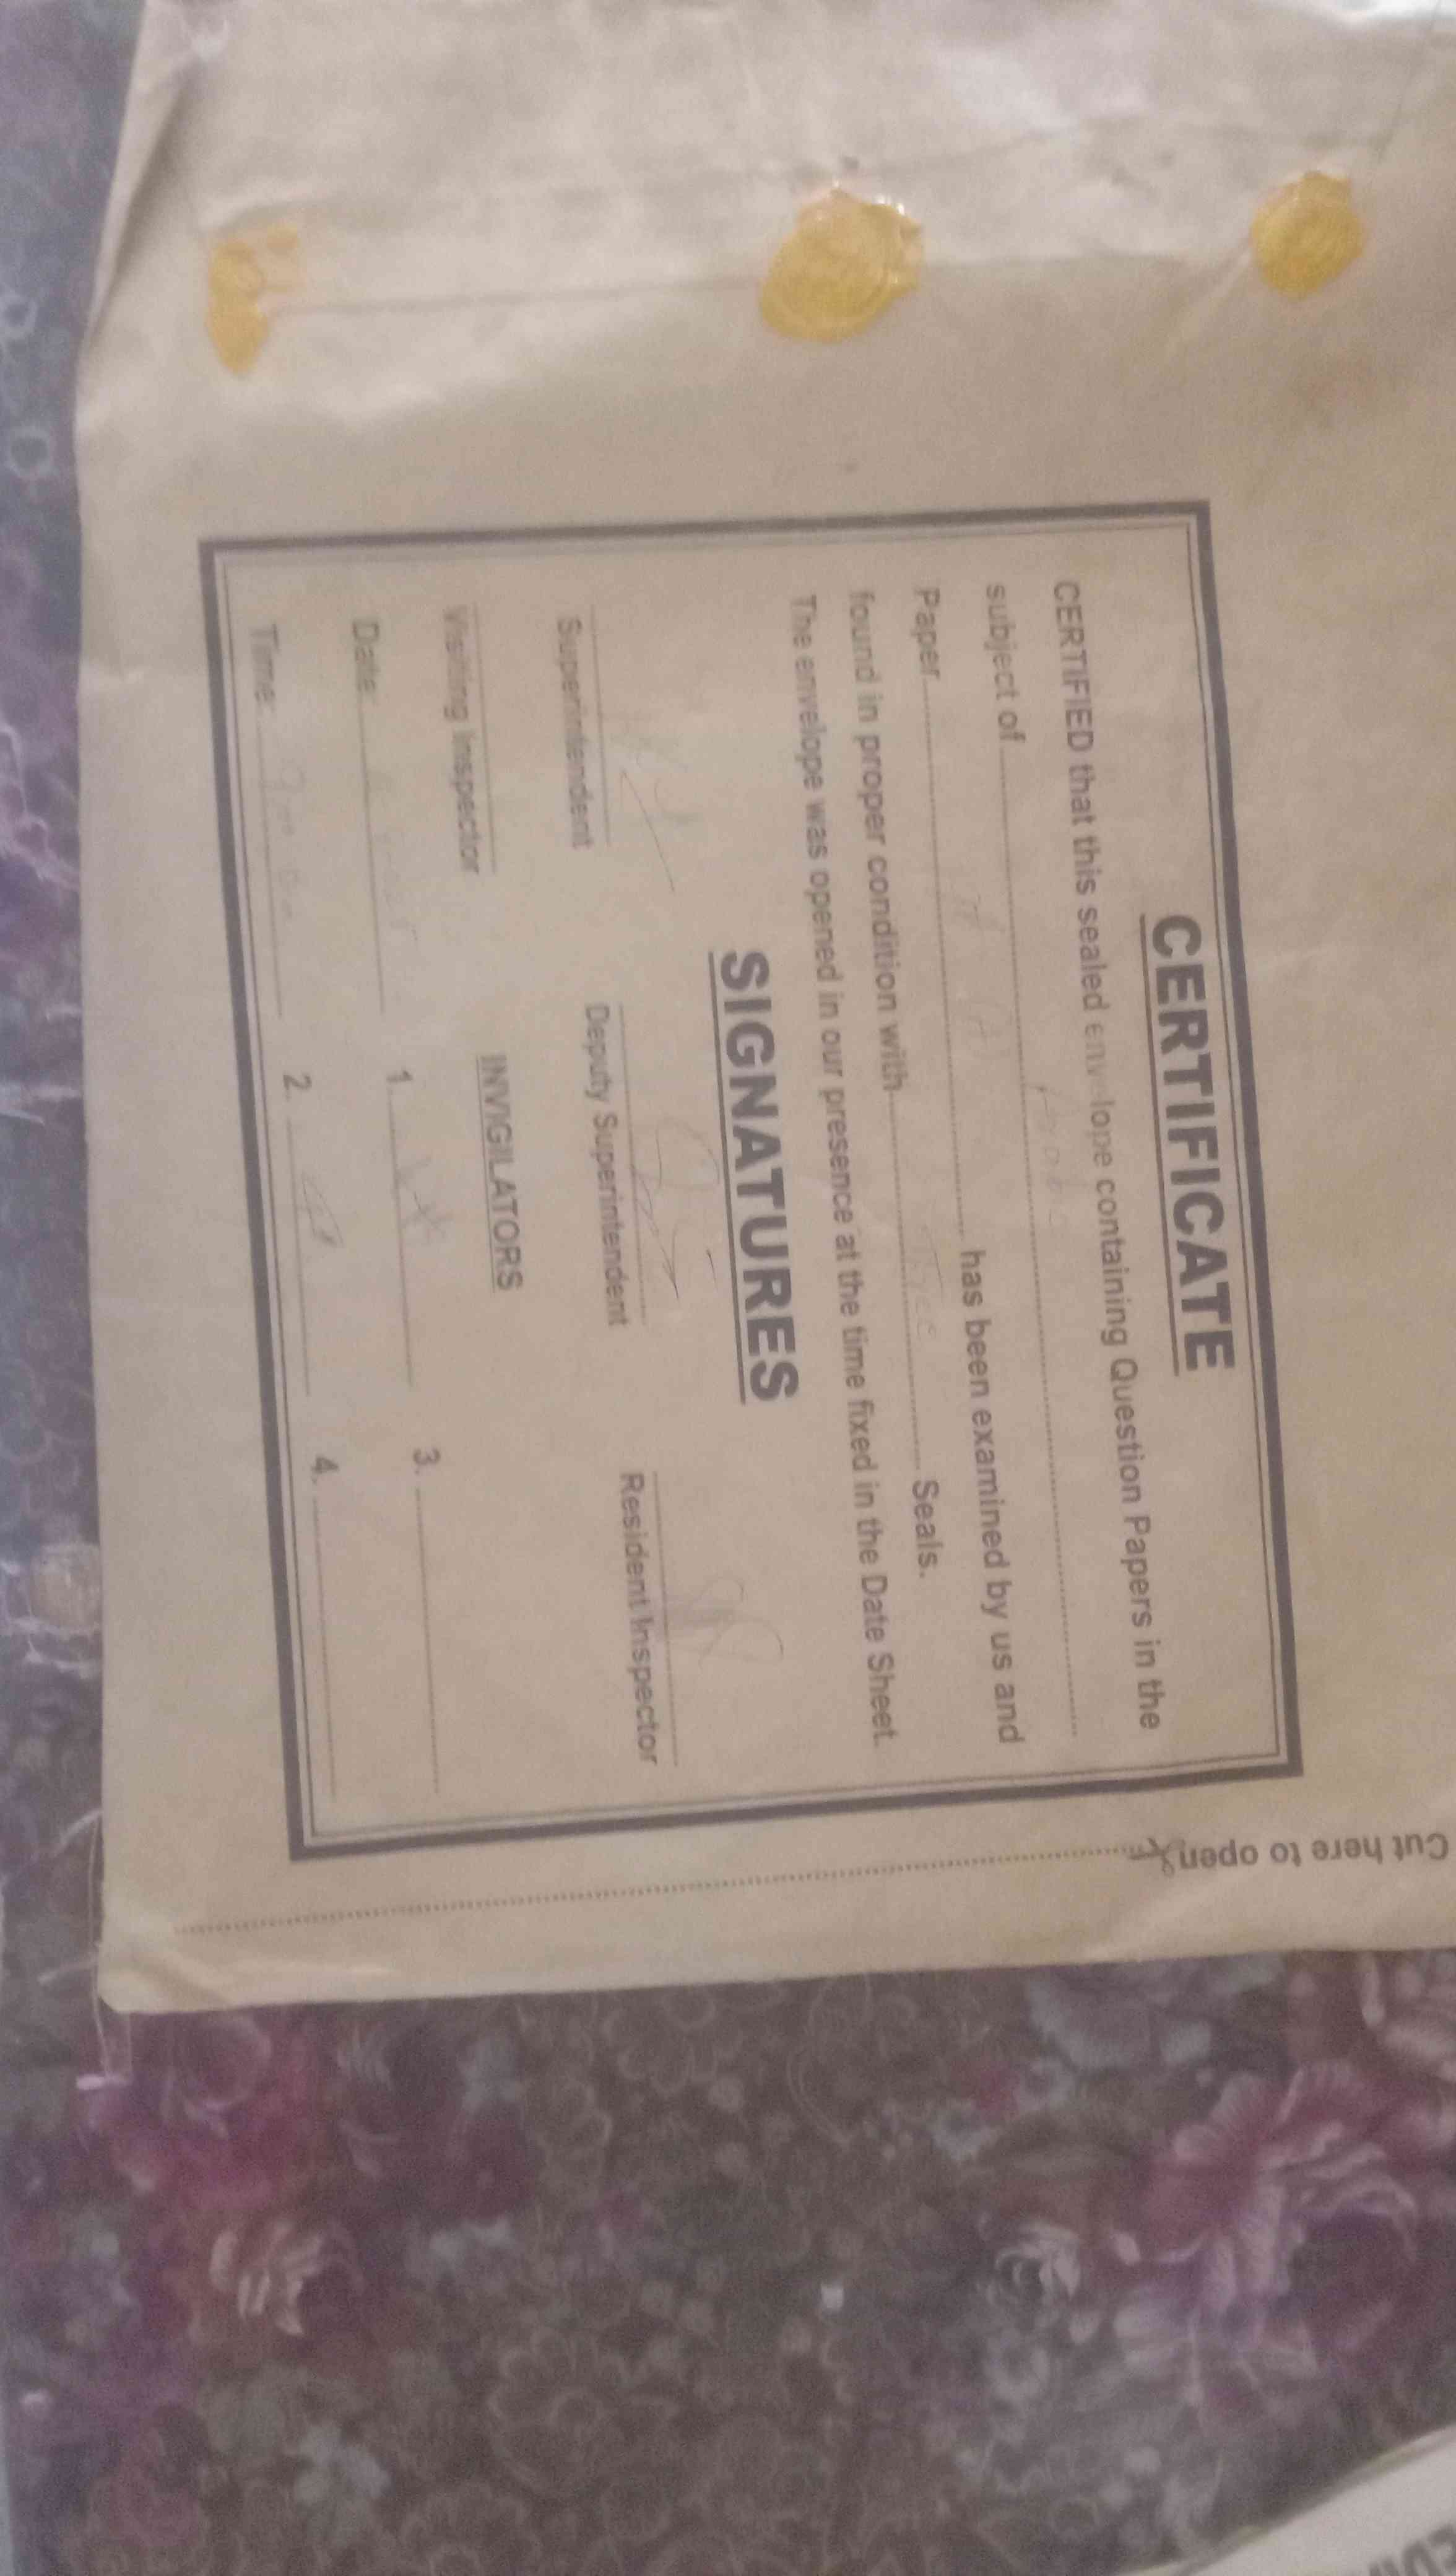 CERTIFICATE
CERTIFIED that this sealed envelope containing Question Papers in the
subject of
Paper has been examined by us and
found in proper condition with Seals.
The envelope was opened in our presence at the time fixed in the Date Sheet.
SIGNATURES
Superintendent Deputy Superintendent Resident Inspector
Visiting Inspector INVIGILATORS
Date: 1. 3.
Time: 2. 4.
Cut here to open